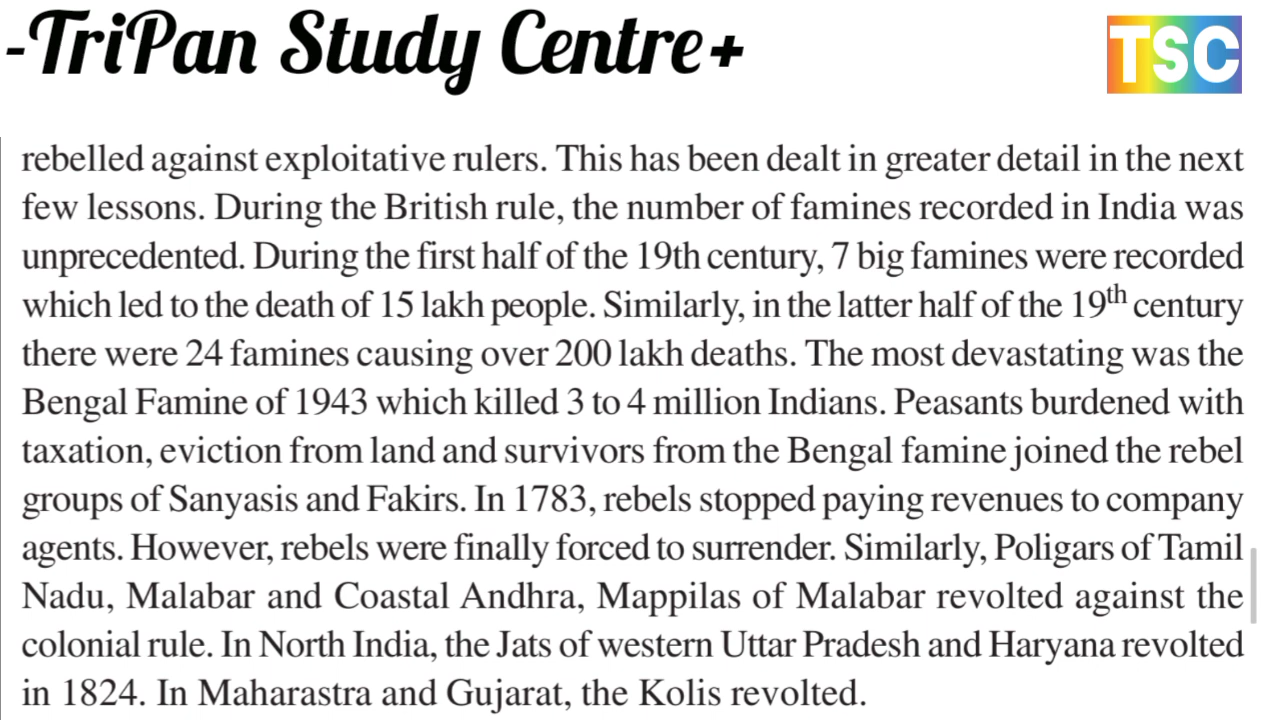 -TriPan Study Centre+
TSC
rebelled against exploitative rulers. This has been dealt in greater detail in the next
few lessons. During the British rule, the number of famines recorded in India was
unprecedented. During the first half of the 19th century, 7 big famines were recorded
which led to the death of 15 lakh people. Similarly, in the latter half of the 19th century
there were 24 famines causing over 200 lakh deaths. The most devastating was the
Bengal Famine of 1943 which killed 3 to 4 million Indians. Peasants burdened with
taxation, eviction from land and survivors from the Bengal famine joined the rebel
groups of Sanyasis and Fakirs. In 1783, rebels stopped paying revenues to company
agents. However, rebels were finally forced to surrender. Similarly, Poligars of Tamil
Nadu, Malabar and Coastal Andhra, Mappilas of Malabar revolted against the
colonial rule. In North India, the Jats of western Uttar Pradesh and Haryana revolted
in 1824. In Maharastra and Gujarat, the Kolis revolted.